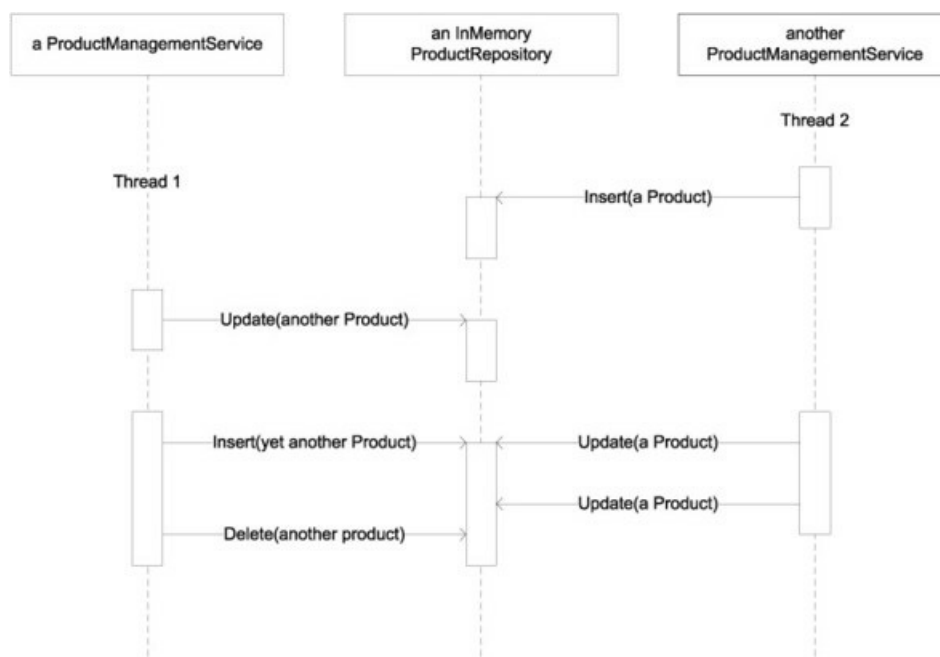 a ProductManagementService
an InMemory
ProductRepository
another
ProductManagementService
Thread 2
Thread 1
Insert(a Product)
Update(another Product)
Insert(yet another Product)
Update(a Product)
Update(a Product)
Delete(another product)